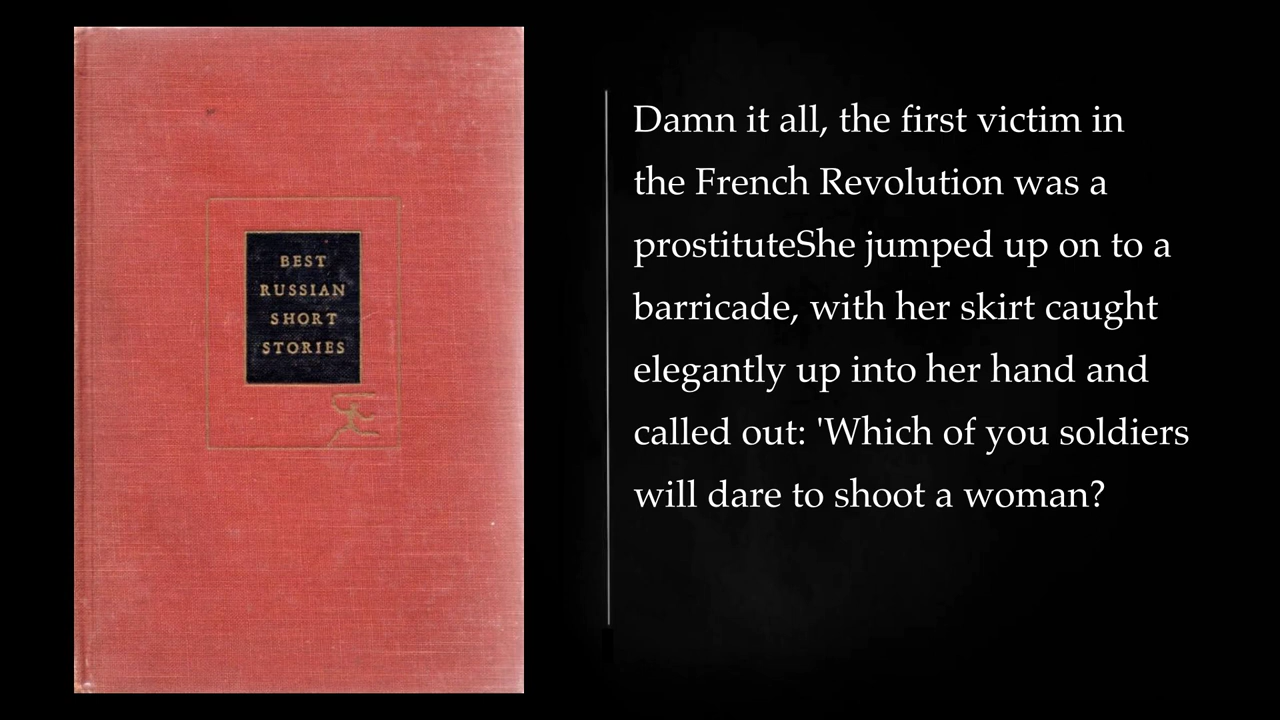 BEST
RUSSIAN
SHORT
STORIES
Damn it all, the first victim in
the French Revolution was a
prostituteShe jumped up on to a
barricade, with her skirt caught
elegantly up into her hand and
called out: 'Which of you soldiers
will dare to shoot a woman?